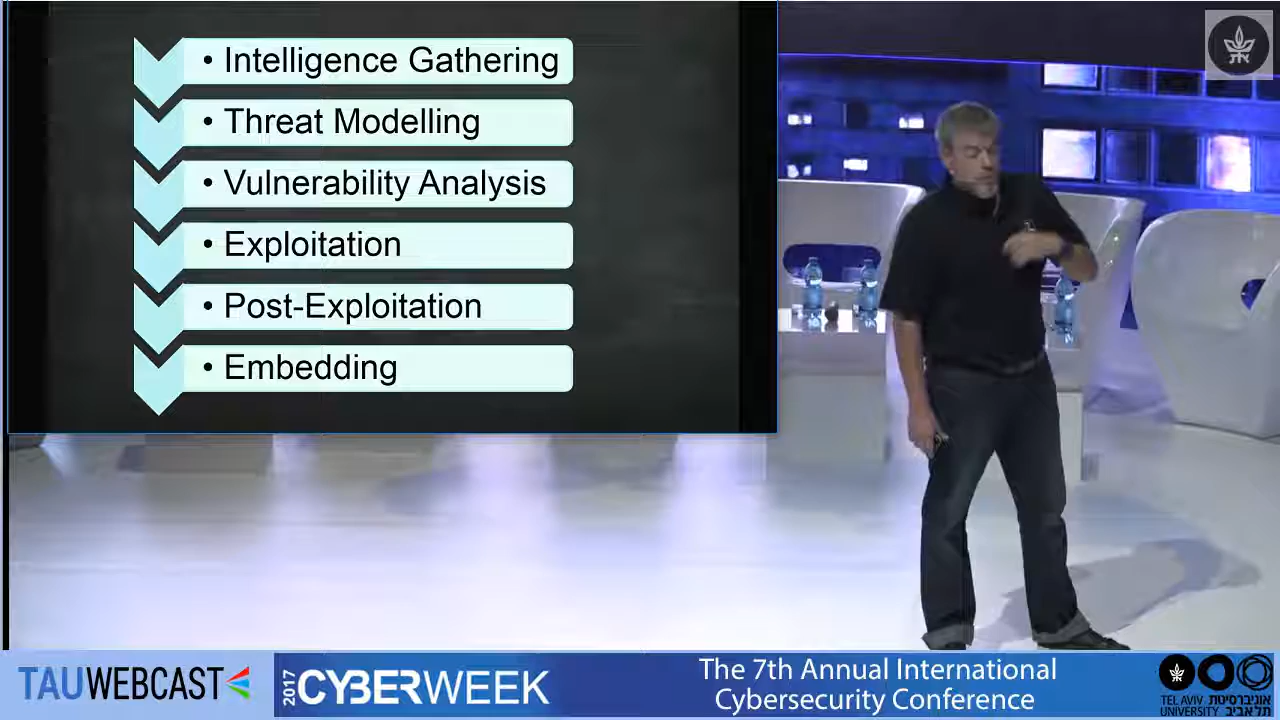 • Intelligence Gathering
• Threat Modelling
• Vulnerability Analysis
• Exploitation
• Post-Exploitation
• Embedding
TAUWEBCAST
2017 CYBERWEEK
The 7th Annual International
Cybersecurity Conference
TEL AVIV אוניברסיטת
UNIVERSITY תל אביב